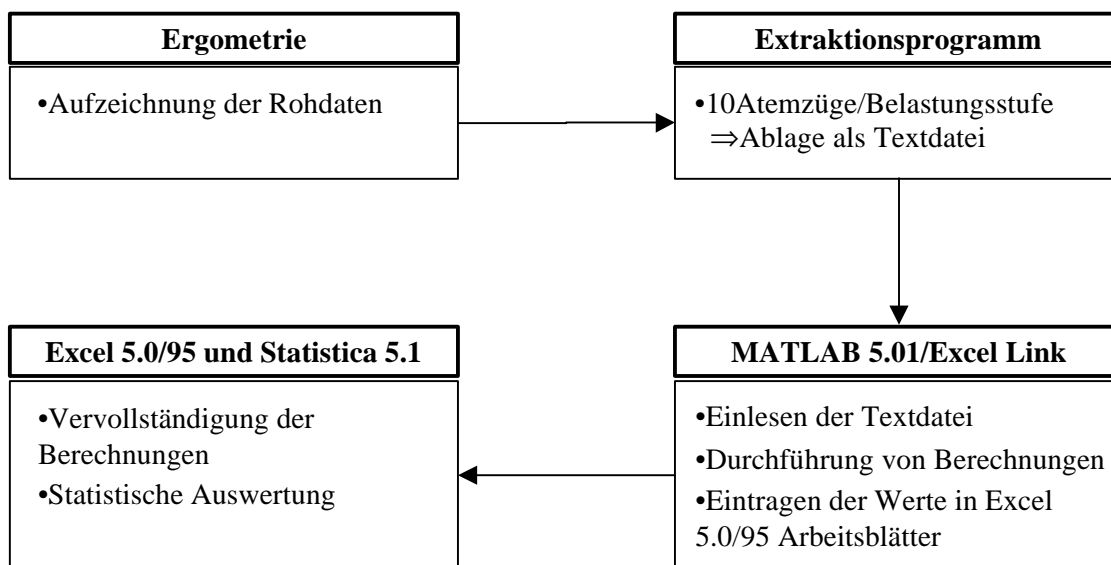 Ergometrie
•Aufzeichnung der Rohdaten
Extraktionsprogramm
•10Atemzüge/Belastungsstufe
⇒Ablage als Textdatei
Excel 5.0/95 und Statistica 5.1
•Vervollständigung der
Berechnungen
•Statistische Auswertung
MATLAB 5.01/Excel Link
•Einlesen der Textdatei
•Durchführung von Berechnungen
•Eintragen der Werte in Excel
5.0/95 Arbeitsblätter